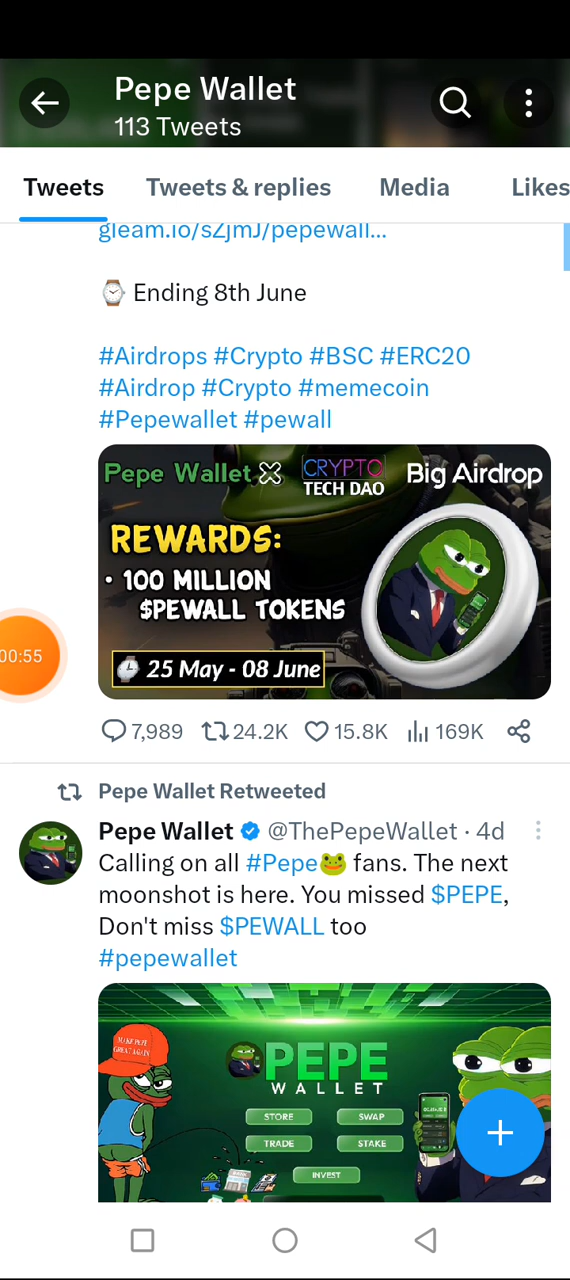 Pepe Wallet
113 Tweets
Tweets
Tweets & replies
Media
Likes
gleam.io/sZjmJ/pepewall...
⌚ Ending 8th June
#Airdrops #Crypto #BSC #ERC20
#Airdrop #Crypto #memecoin
#Pepewallet #pewall
Pepe Wallet
CRYPTO
TECH DAO
Big Airdrop
REWARDS:
• 100 MILLION
$PEWALL TOKENS
25 May - 08 June
00:55
7,989
24.2K
15.8K
169K
Pepe Wallet Retweeted
Pepe Wallet @ThePepeWallet · 4d
Calling on all #Pepe🐸 fans. The next
moonshot is here. You missed $PEPE,
Don't miss $PEWALL too
#pepewallet
MAKE PEPE
GREAT AGAIN
PEPE
WALLET
STORE
SWAP
TRADE
STAKE
INVEST